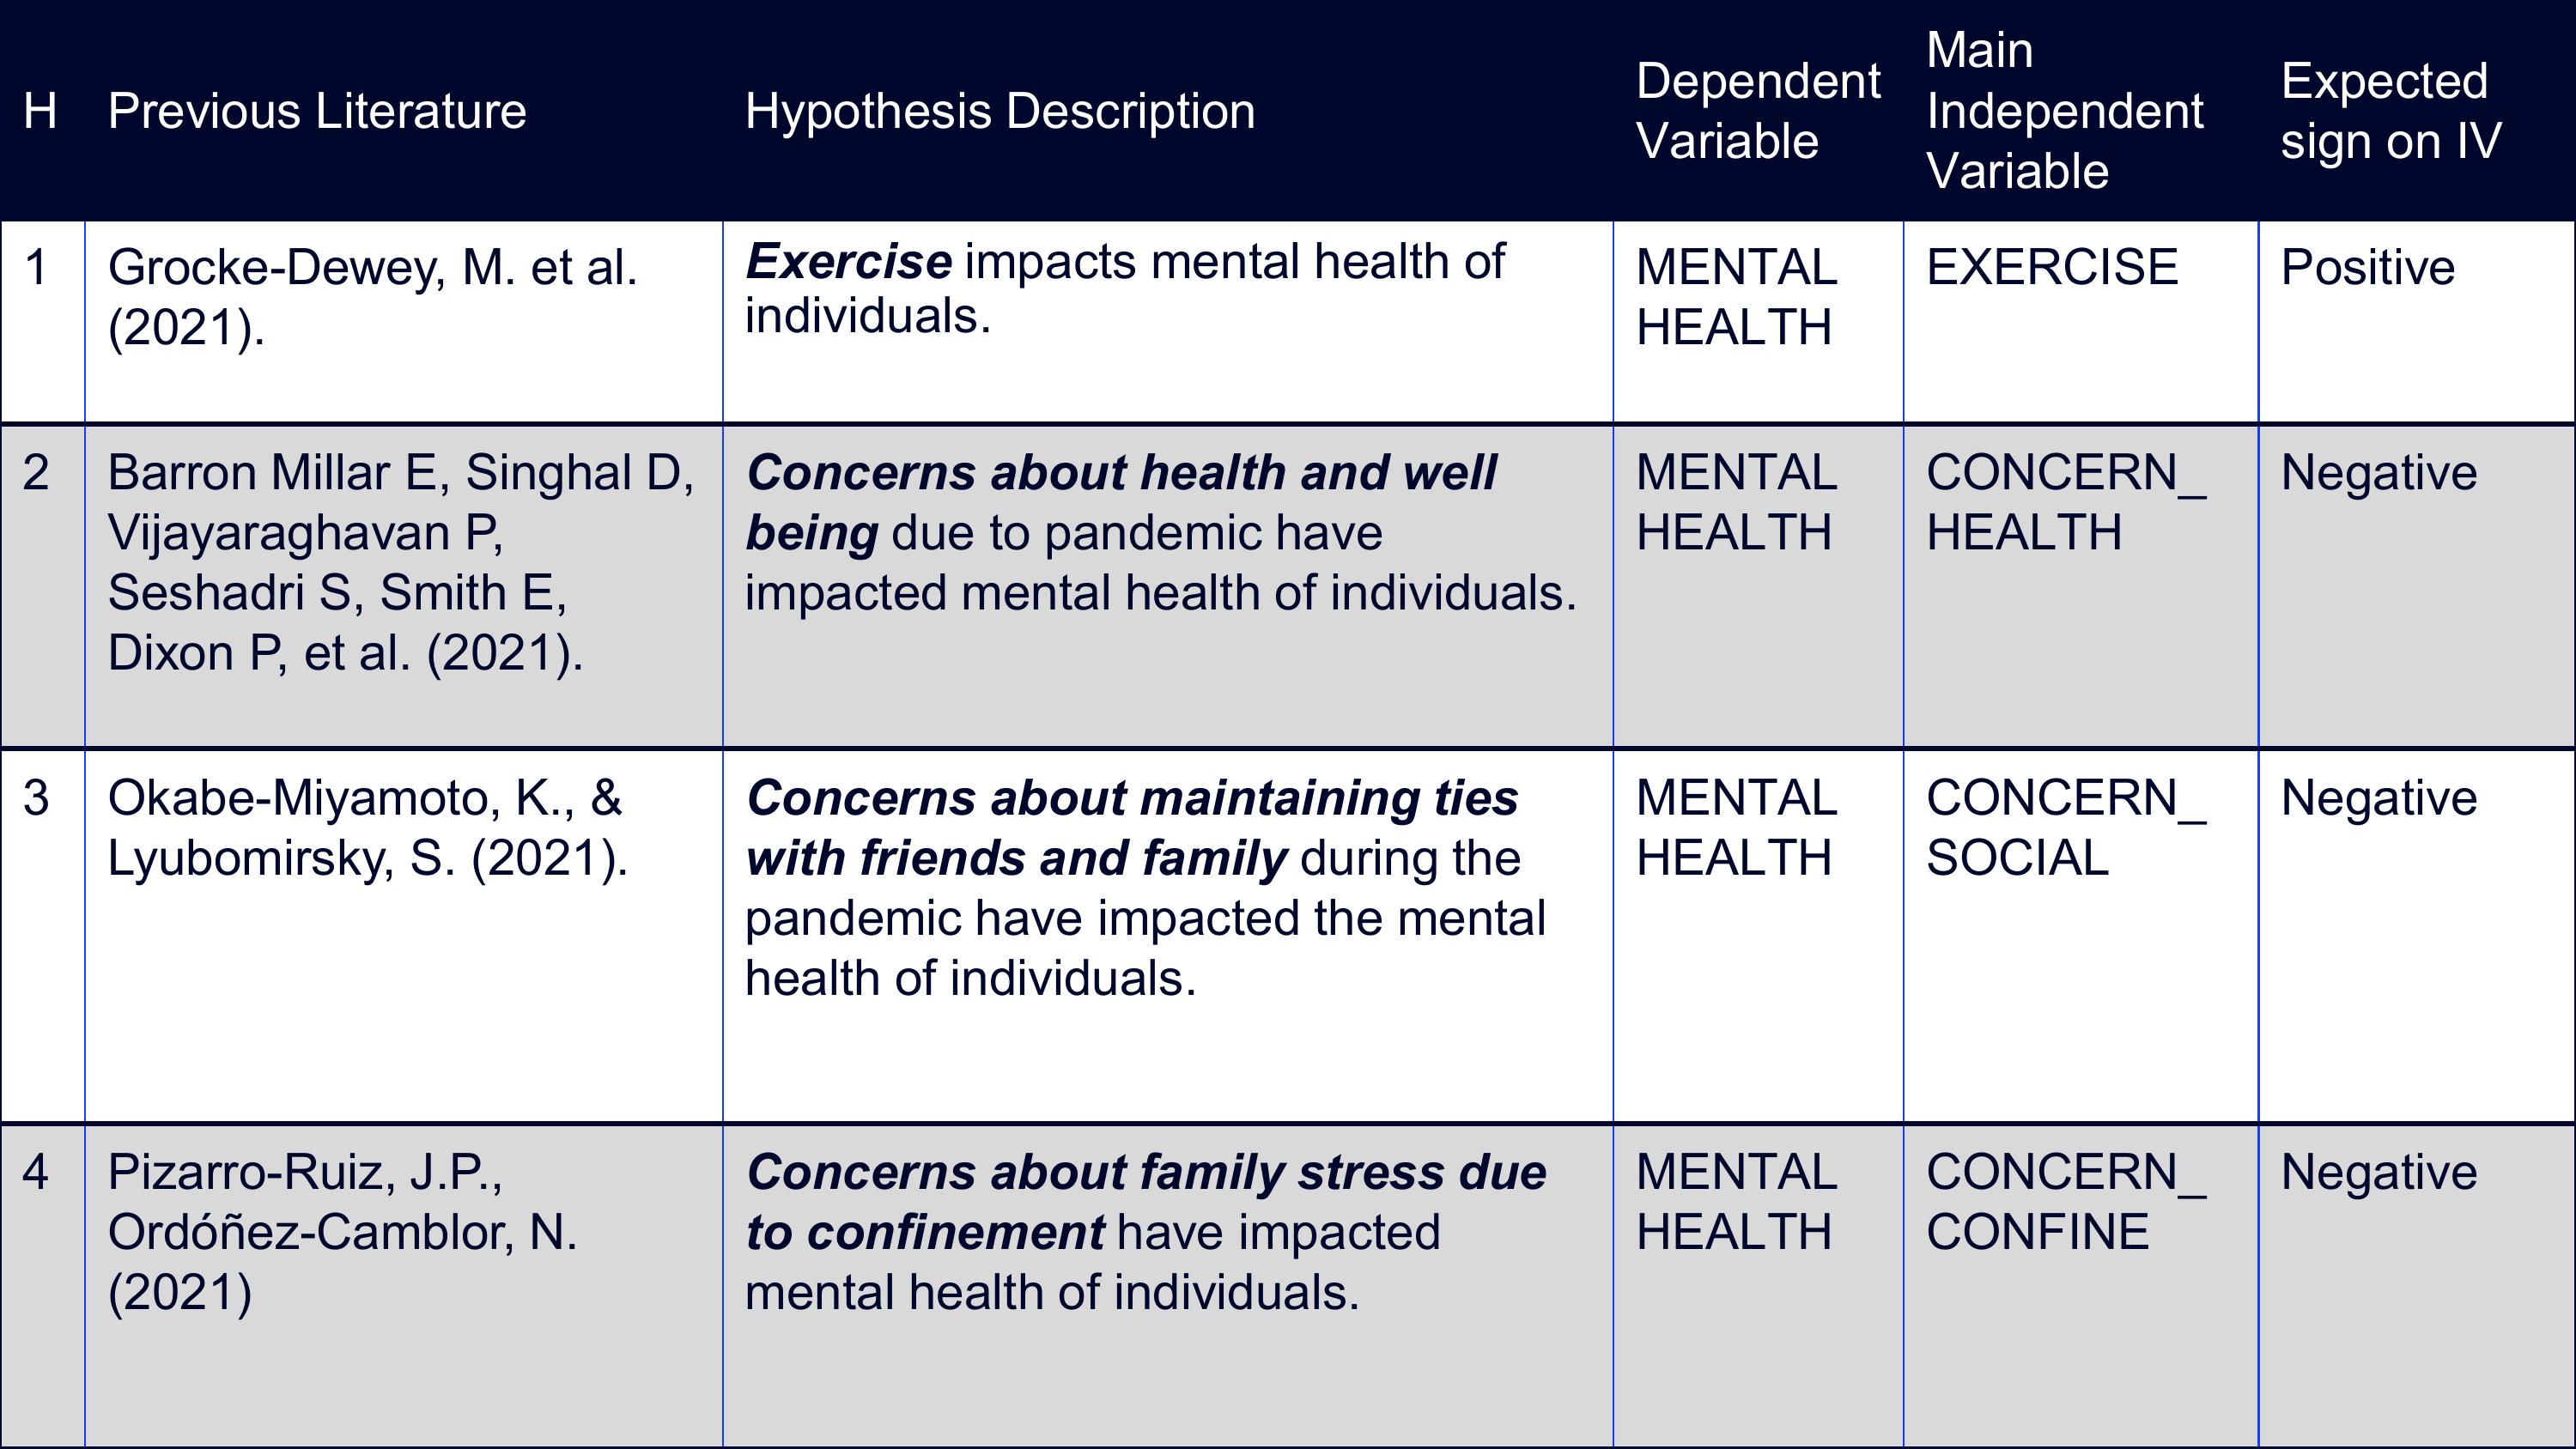 H
Previous Literature
Hypothesis Description
Dependent
Variable
Main
Independent
Variable
Expected
sign on IV
1
Grocke-Dewey, M. et al.
(2021).
Exercise impacts mental health of
individuals.
MENTAL
HEALTH
EXERCISE
Positive
2
Barron Millar E, Singhal D,
Vijayaraghavan P,
Seshadri S, Smith E,
Dixon P, et al. (2021).
Concerns about health and well
being due to pandemic have
impacted mental health of individuals.
MENTAL
HEALTH
CONCERN_
HEALTH
Negative
3
Okabe-Miyamoto, K., &
Lyubomirsky, S. (2021).
Concerns about maintaining ties
with friends and family during the
pandemic have impacted the mental
health of individuals.
MENTAL
HEALTH
CONCERN_
SOCIAL
Negative
4
Pizarro-Ruiz, J.P.,
Ordóñez-Camblor, N.
(2021)
Concerns about family stress due
to confinement have impacted
mental health of individuals.
MENTAL
HEALTH
CONCERN_
CONFINE
Negative